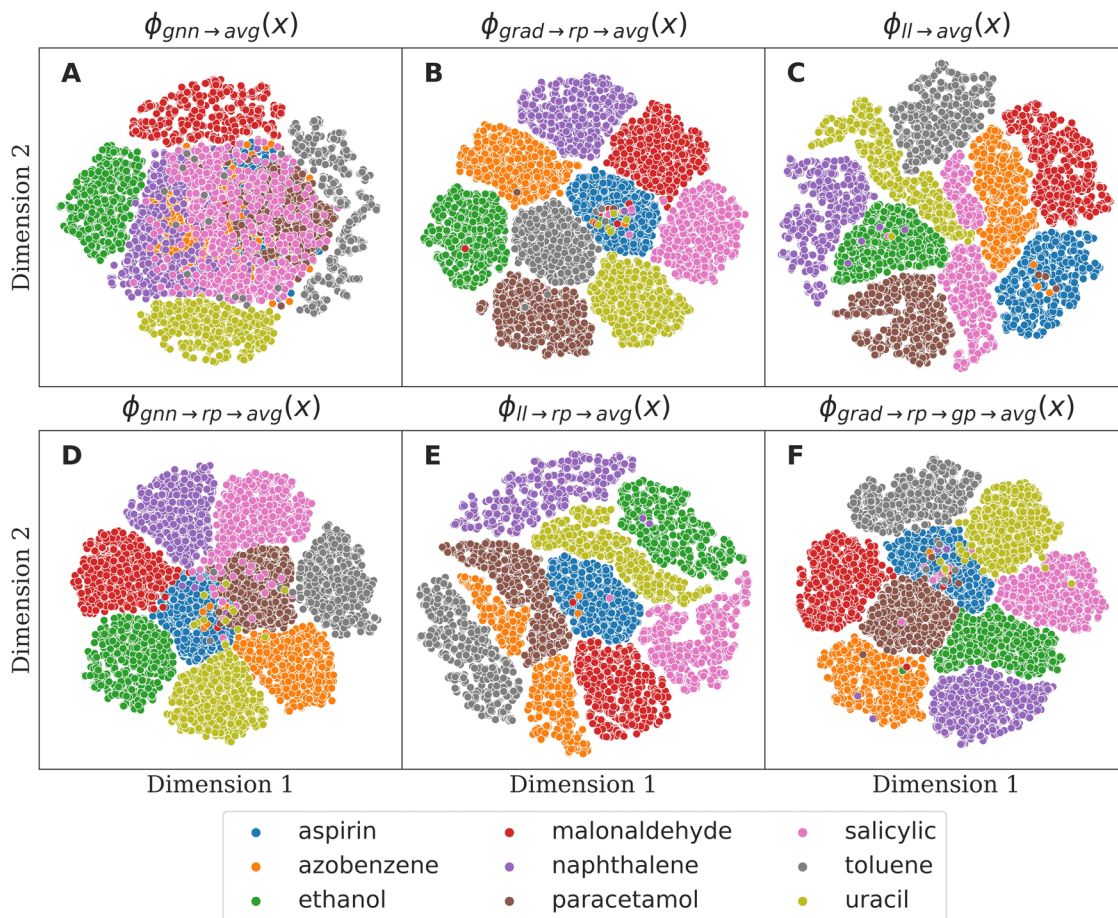 ϕgnn→avg(x)
ϕgrad→rp→avg(x)
ϕll→avg(x)
A
B
C
Dimension 2
ϕgnn→rp→avg(x)
ϕll→rp→avg(x)
ϕgrad→rp→gp→avg(x)
D
E
F
Dimension 2
Dimension 1
Dimension 1
Dimension 1
aspirin
malonaldehyde
salicylic
azobenzene
naphthalene
toluene
ethanol
paracetamol
uracil